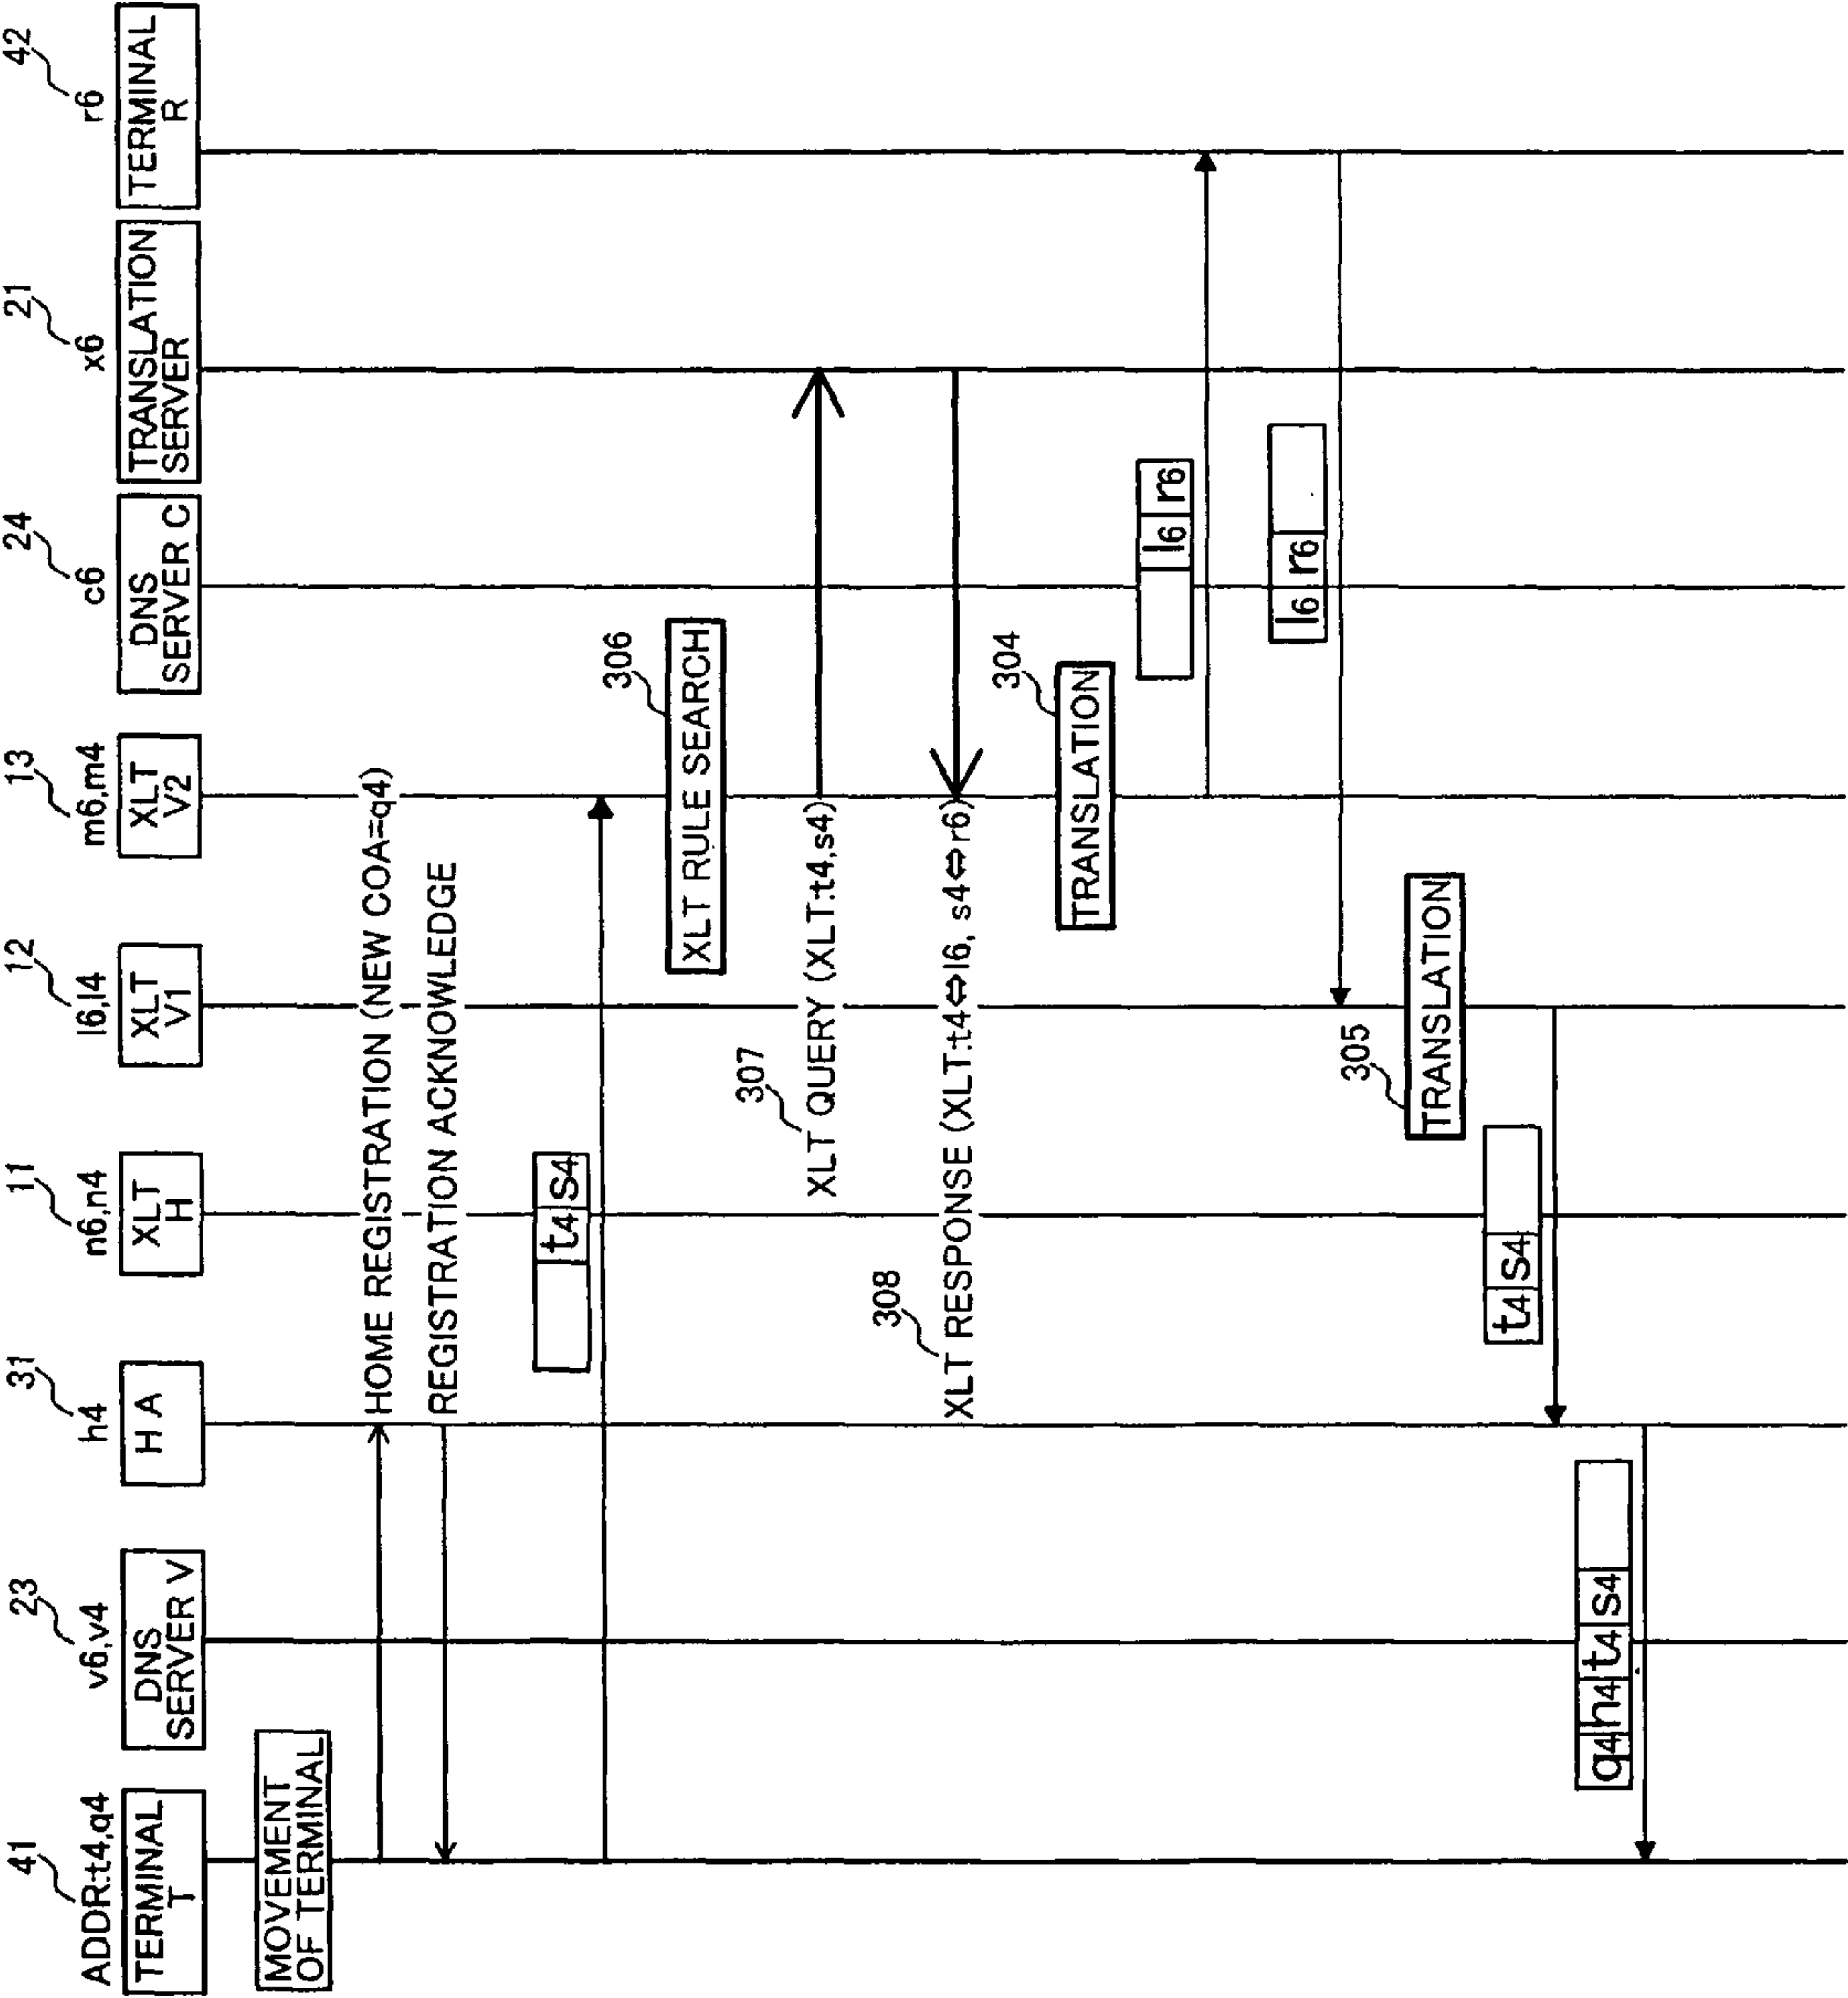 41
ADDR:t4,q4
TERMINAL
T
23
v6,v4
DNS
SERVER V
31
h4
H A
11
n6,n4
XLT
H
12
l6,l4
XLT
V1
13
m6,m4
XLT
V2
24
c6
DNS
SERVER C
21
x6
TRANSLATION
SERVER
42
r6
TERMINAL
R
MOVEMENT
OF TERMINAL
HOME REGISTRATION (NEW COA=q4)
REGISTRATION ACKNOWLEDGE
t4 s4
306
XLT RULE SEARCH
307
XLT QUERY (XLT:t4,s4)
308
XLT RESPONSE (XLT:t4⇔l6, s4⇔r6)
304
TRANSLATION
l6 r6
l6 r6
305
TRANSLATION
t4 s4
q4 h4 t4 s4